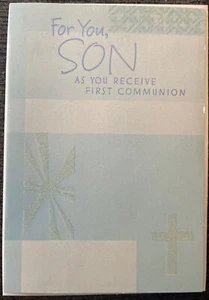 For You,
SON
AS YOU RECEIVE
FIRST COMMUNION